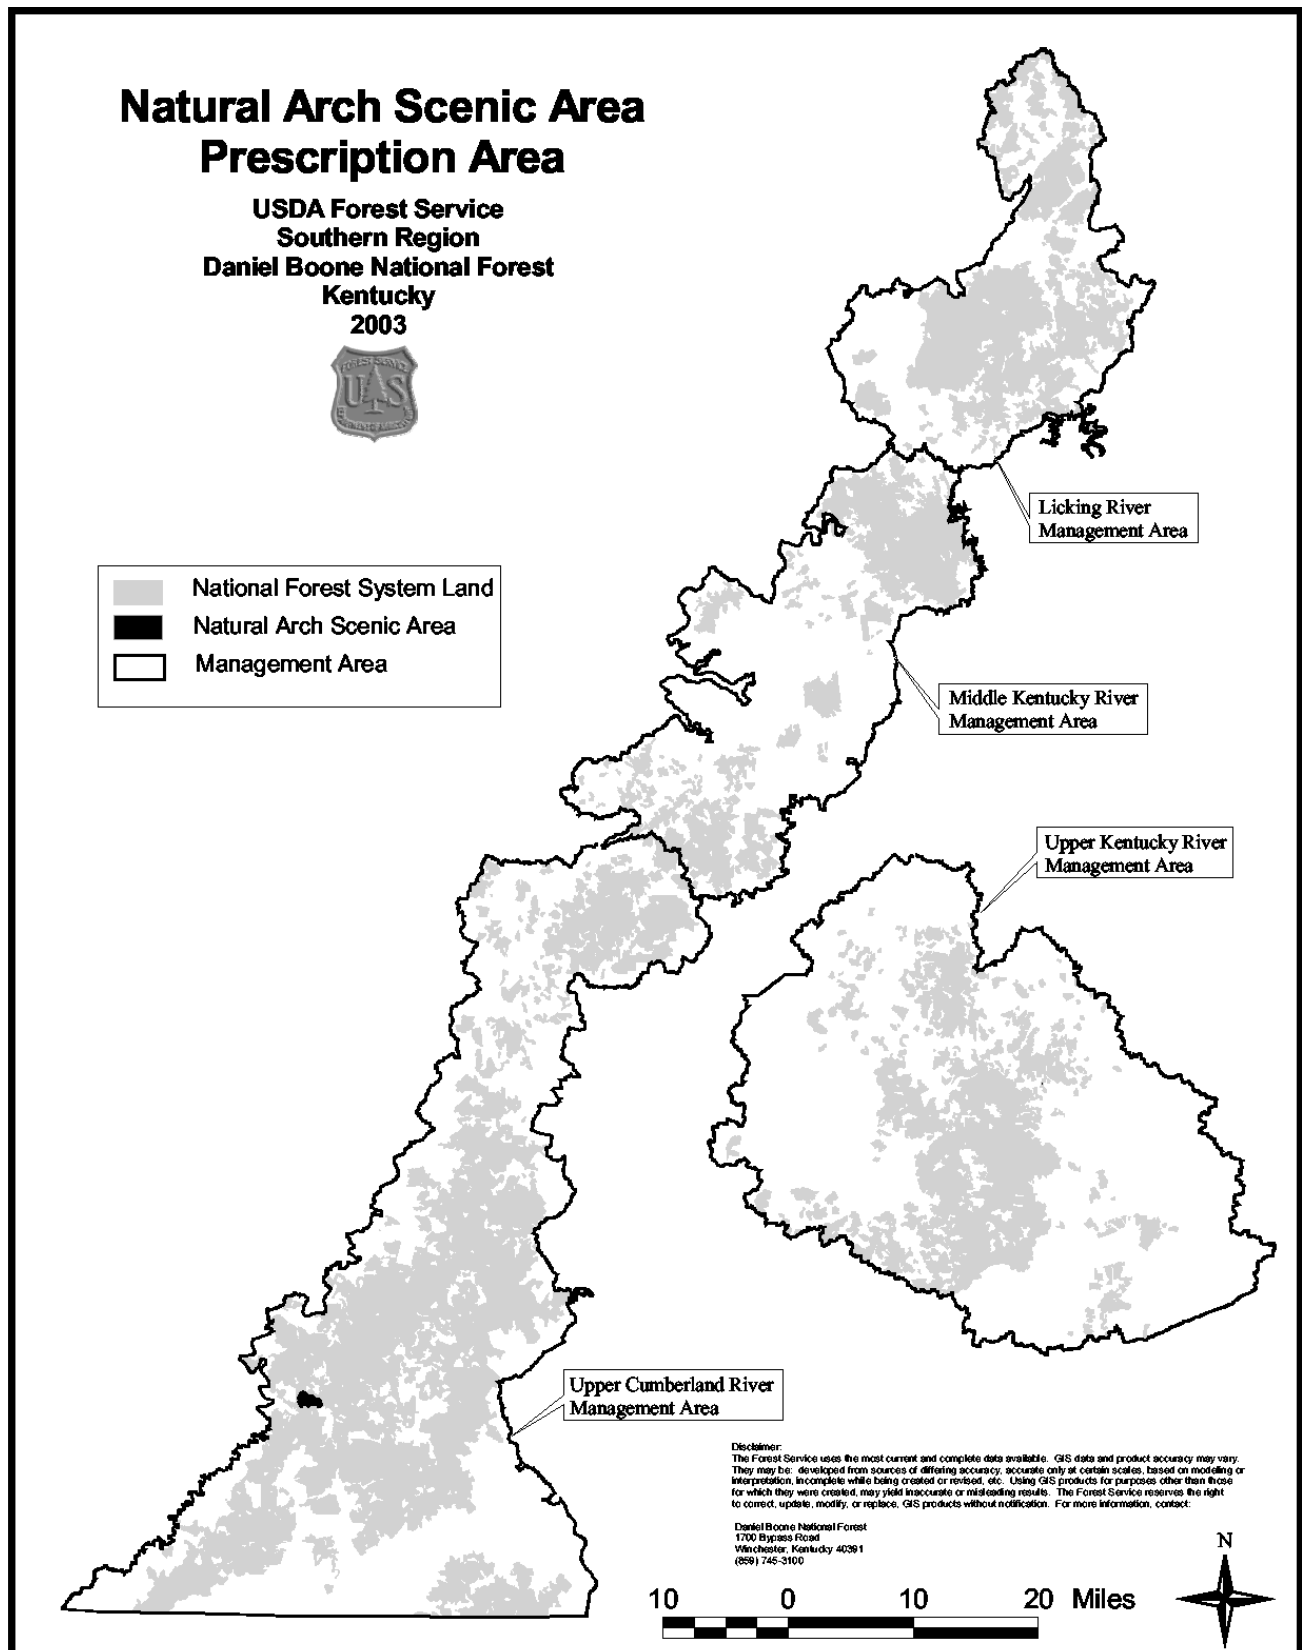 Natural Arch Scenic Area
Prescription Area
USDA Forest Service
Southern Region
Daniel Boone National Forest
Kentucky
2003
FOREST SERVICE
U S
National Forest System Land
Natural Arch Scenic Area
Management Area
Licking River
Management Area
Middle Kentucky River
Management Area
Upper Kentucky River
Management Area
Upper Cumberland River
Management Area
Disclaimer:
The Forest Service uses the most current and complete data available. GIS data and product accuracy may vary.
They may be: developed from sources of differing accuracy, accurate only at certain scales, based on modeling or
interpretation, incomplete while being created or revised, etc. Using GIS products for purposes other than those
for which they were created, may yield inaccurate or misleading results. The Forest Service reserves the right
to correct, update, modify, or replace, GIS products without notification. For more information, contact:
Daniel Boone National Forest
1700 Bypass Road
Winchester, Kentucky 40391
(859) 745-3100
N
10 0 10 20 Miles